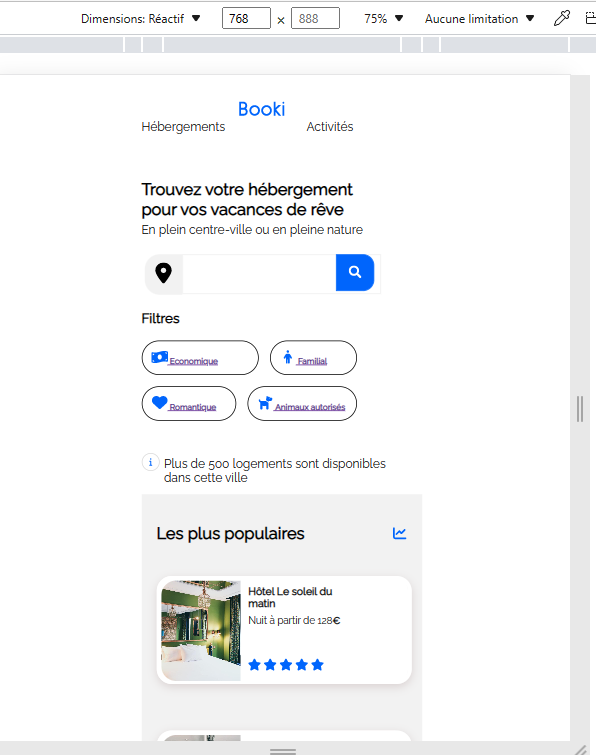 Dimensions: Réactif ▼ 768 × 888 75% ▼ Aucune limitation ▼
Booki
Hébergements Activités
Trouvez votre hébergement
pour vos vacances de rêve
En plein centre-ville ou en pleine nature
Filtres
Economique Familial
Romantique Animaux autorisés
Plus de 500 logements sont disponibles
dans cette ville
Les plus populaires
Hôtel Le soleil du
matin
Nuit à partir de 128€